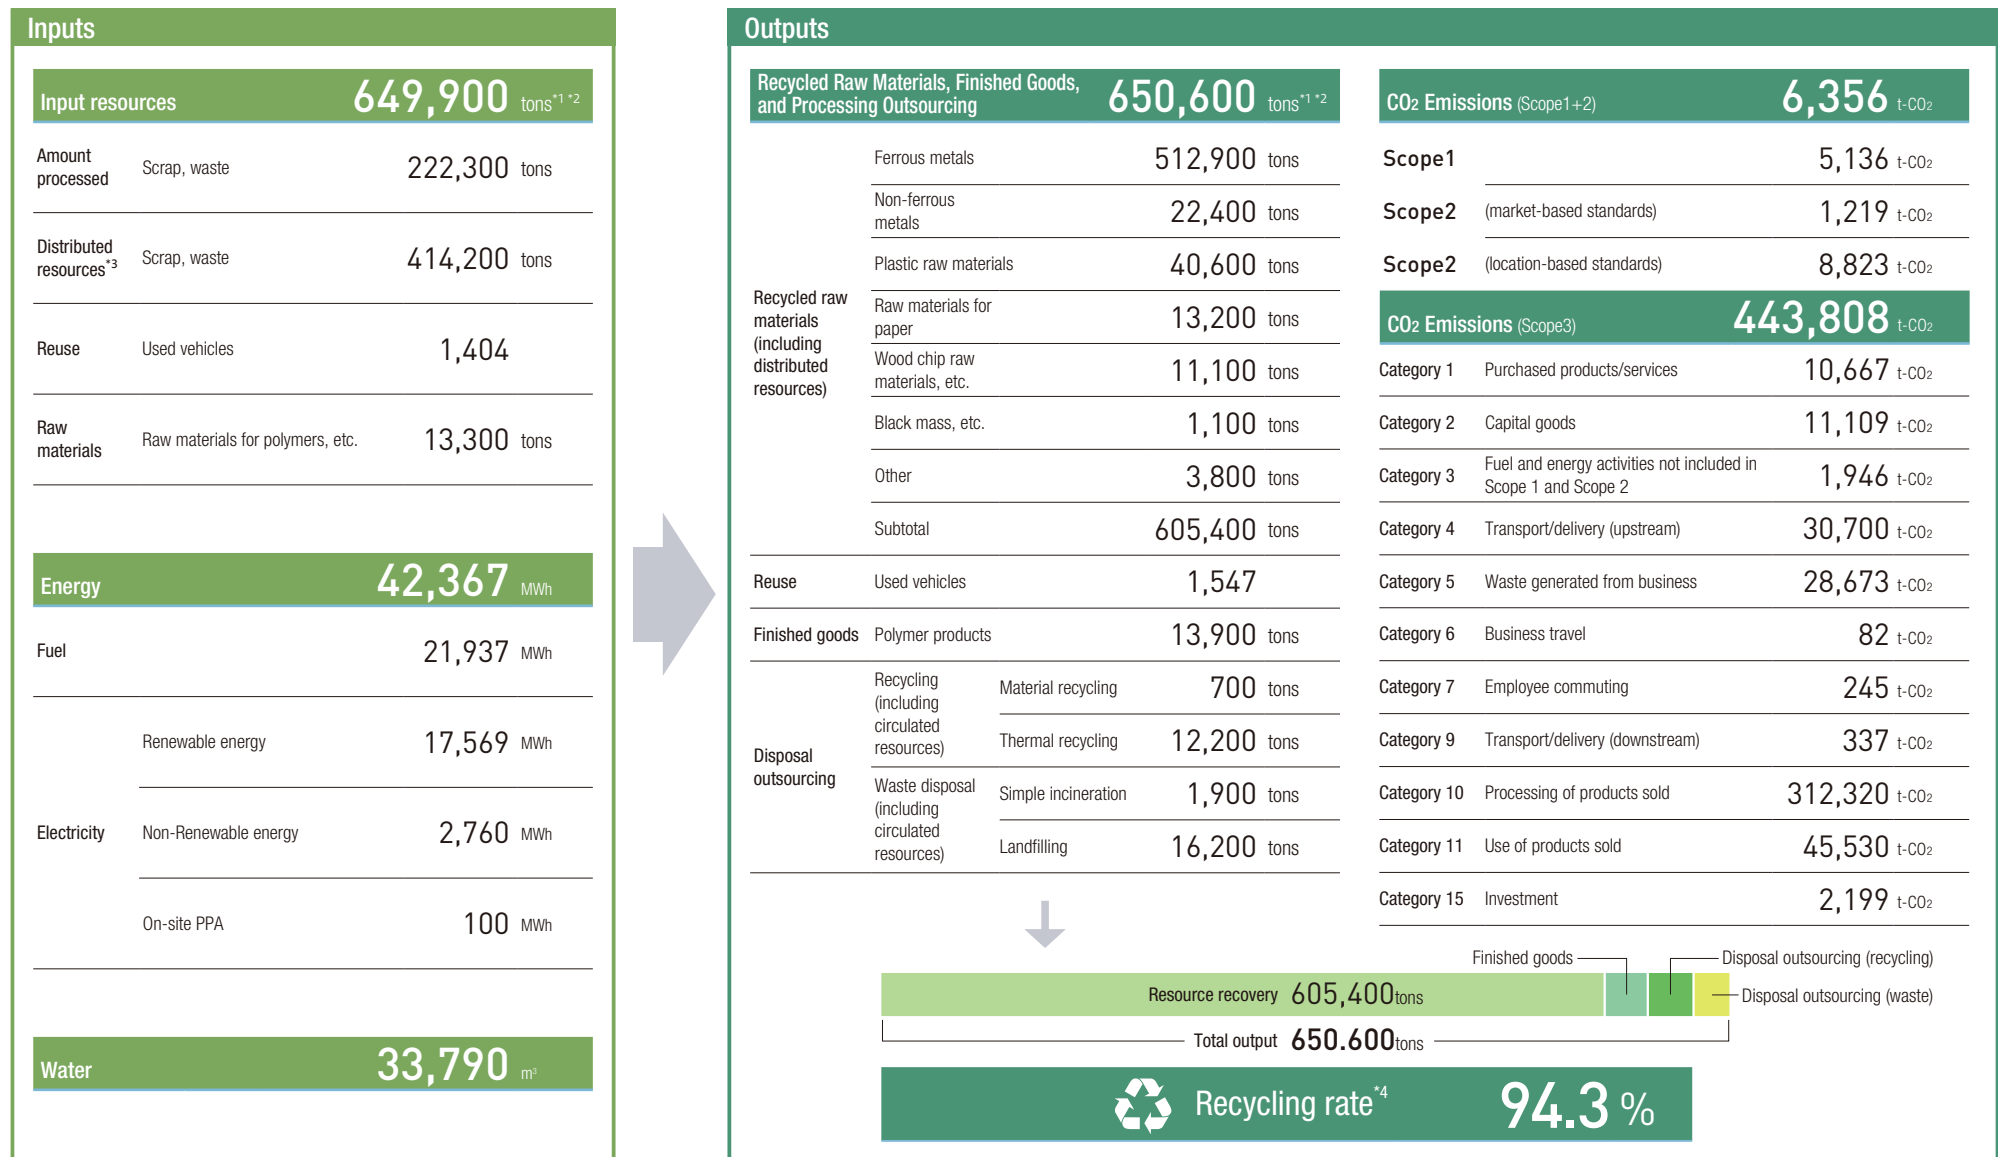 Inputs
Input resources 649,900 tons*1 *2
Amount
processed
Scrap, waste 222,300 tons
Distributed
resources*3
Scrap, waste 414,200 tons
Reuse Used vehicles 1,404
Raw
materials
Raw materials for polymers, etc. 13,300 tons
Energy 42,367 MWh
Fuel 21,937 MWh
Electricity
Renewable energy 17,569 MWh
Non-Renewable energy 2,760 MWh
On-site PPA 100 MWh
Water 33,790 m³
Outputs
Recycled Raw Materials, Finished Goods,
and Processing Outsourcing
650,600 tons*1 *2
Recycled raw
materials
(including
distributed
resources)
Ferrous metals 512,900 tons
Non-ferrous
metals
22,400 tons
Plastic raw materials 40,600 tons
Raw materials for
paper
13,200 tons
Wood chip raw
materials, etc.
11,100 tons
Black mass, etc. 1,100 tons
Other 3,800 tons
Subtotal 605,400 tons
Reuse Used vehicles 1,547
Finished goods Polymer products 13,900 tons
Disposal
outsourcing
Recycling
(including
circulated
resources)
Material recycling 700 tons
Thermal recycling 12,200 tons
Waste disposal
(including
circulated
resources)
Simple incineration 1,900 tons
Landfilling 16,200 tons
CO2 Emissions (Scope1+2) 6,356 t-CO2
Scope1 5,136 t-CO2
Scope2 (market-based standards) 1,219 t-CO2
Scope2 (location-based standards) 8,823 t-CO2
CO2 Emissions (Scope3) 443,808 t-CO2
Category 1 Purchased products/services 10,667 t-CO2
Category 2 Capital goods 11,109 t-CO2
Category 3 Fuel and energy activities not included in
Scope 1 and Scope 2
1,946 t-CO2
Category 4 Transport/delivery (upstream) 30,700 t-CO2
Category 5 Waste generated from business 28,673 t-CO2
Category 6 Business travel 82 t-CO2
Category 7 Employee commuting 245 t-CO2
Category 9 Transport/delivery (downstream) 337 t-CO2
Category 10 Processing of products sold 312,320 t-CO2
Category 11 Use of products sold 45,530 t-CO2
Category 15 Investment 2,199 t-CO2
Finished goods
Disposal outsourcing (recycling)
Resource recovery 605,400tons
Disposal outsourcing (waste)
Total output 650.600tons
Recycling rate*4 94.3 %